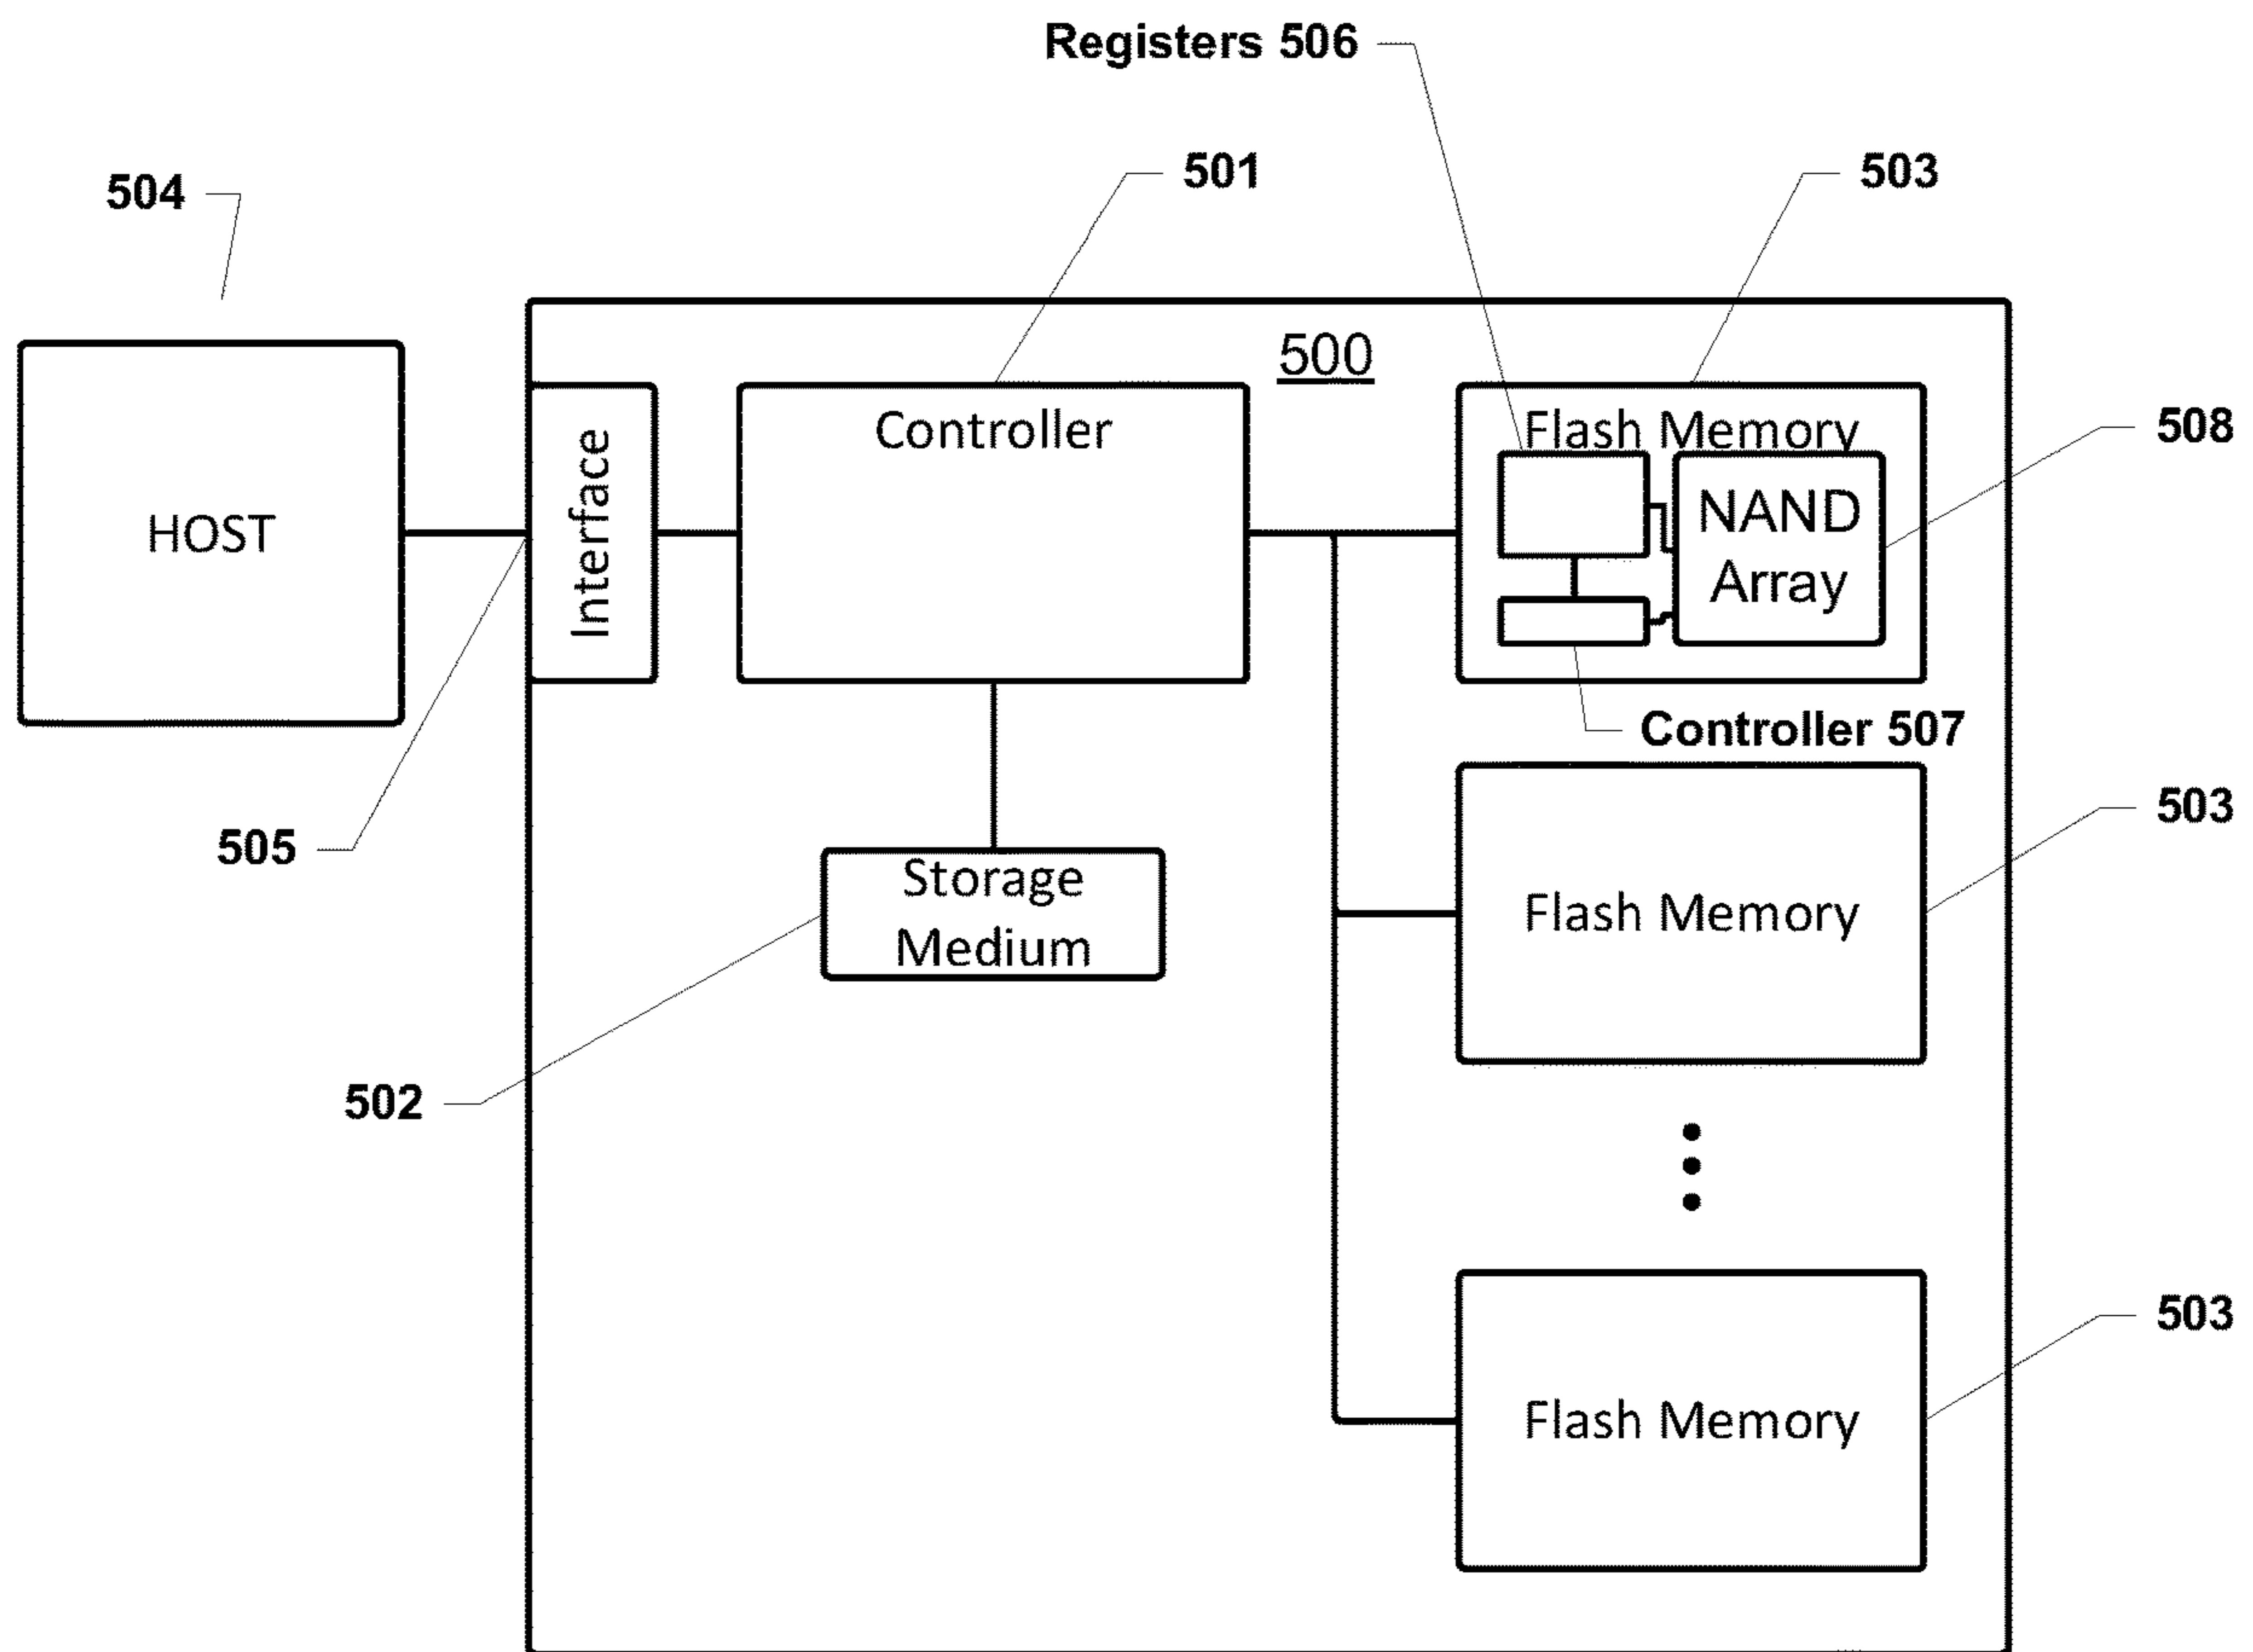 Registers 506
501
503
504
500
HOST
Interface
Controller
Flash Memory
NAND
Array
508
Controller 507
505
Storage
Medium
Flash Memory
503
502
Flash Memory
503